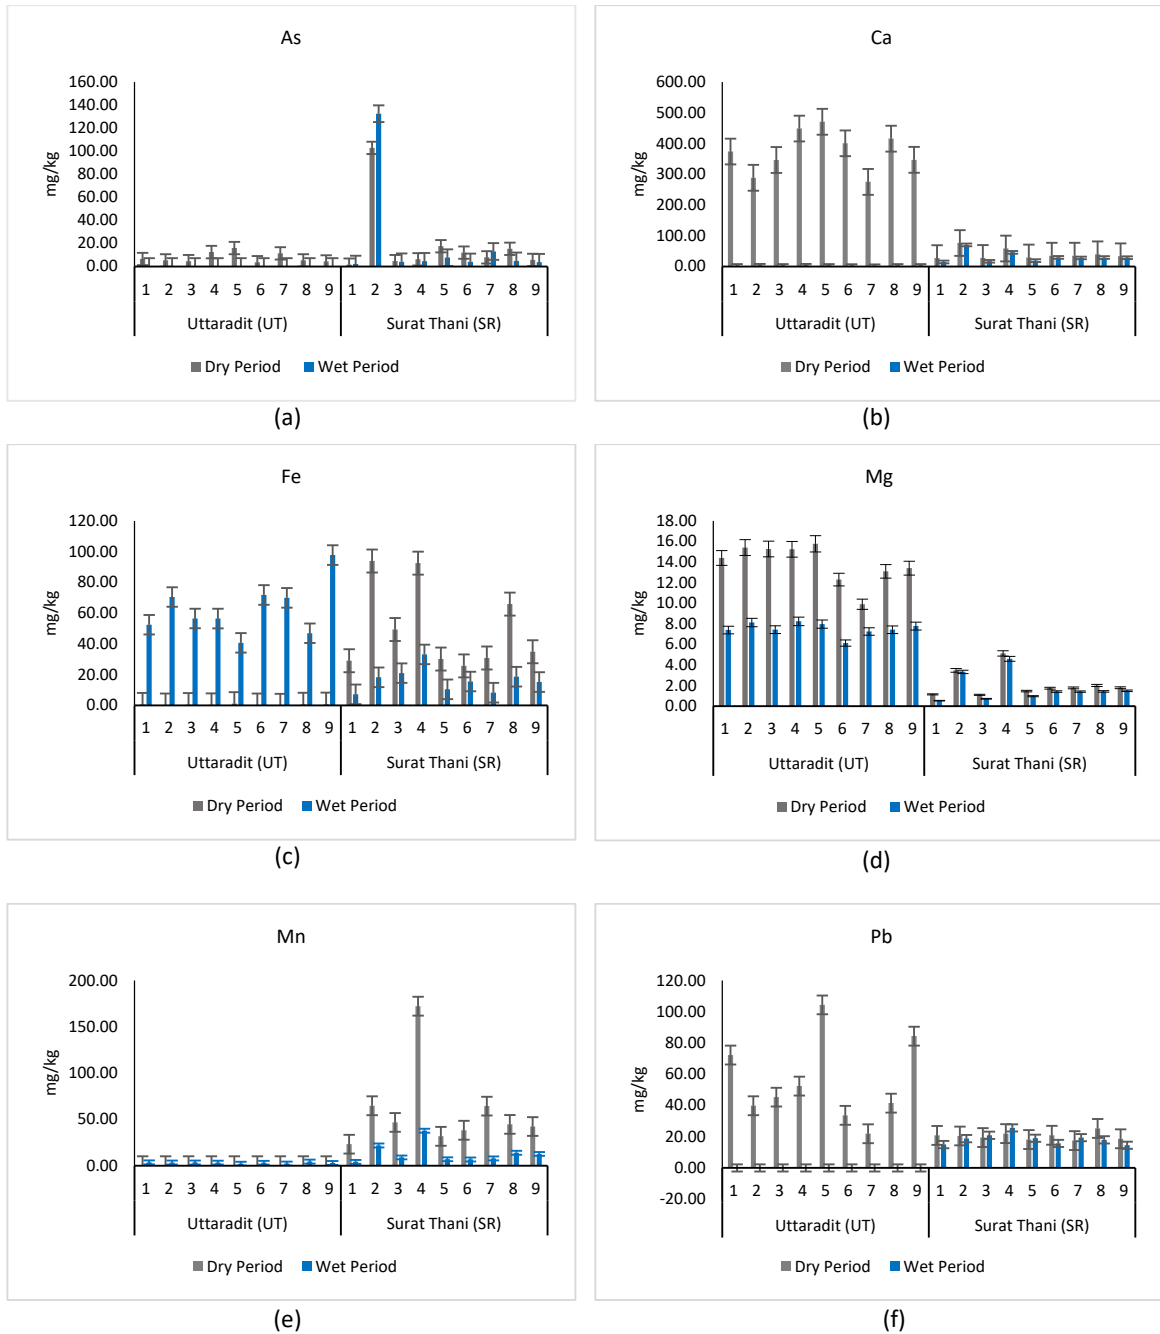 As
160.00
140.00
120.00
100.00
80.00
60.00
40.00
20.00
0.00
mg/kg
1 2 3 4 5 6 7 8 9 1 2 3 4 5 6 7 8 9
Uttaradit (UT) Surat Thani (SR)
Dry Period Wet Period
(a)
Ca
600.00
500.00
400.00
300.00
200.00
100.00
0.00
mg/kg
1 2 3 4 5 6 7 8 9 1 2 3 4 5 6 7 8 9
Uttaradit (UT) Surat Thani (SR)
Dry Period Wet Period
(b)
Fe
120.00
100.00
80.00
60.00
40.00
20.00
0.00
mg/kg
1 2 3 4 5 6 7 8 9 1 2 3 4 5 6 7 8 9
Uttaradit (UT) Surat Thani (SR)
Dry Period Wet Period
(c)
Mg
18.00
16.00
14.00
12.00
10.00
8.00
6.00
4.00
2.00
0.00
mg/kg
1 2 3 4 5 6 7 8 9 1 2 3 4 5 6 7 8 9
Uttaradit (UT) Surat Thani (SR)
Dry Period Wet Period
(d)
Mn
200.00
150.00
100.00
50.00
0.00
mg/kg
1 2 3 4 5 6 7 8 9 1 2 3 4 5 6 7 8 9
Uttaradit (UT) Surat Thani (SR)
Dry Period Wet Period
(e)
Pb
120.00
100.00
80.00
60.00
40.00
20.00
0.00
-20.00
mg/kg
1 2 3 4 5 6 7 8 9 1 2 3 4 5 6 7 8 9
Uttaradit (UT) Surat Thani (SR)
Dry Period Wet Period
(f)